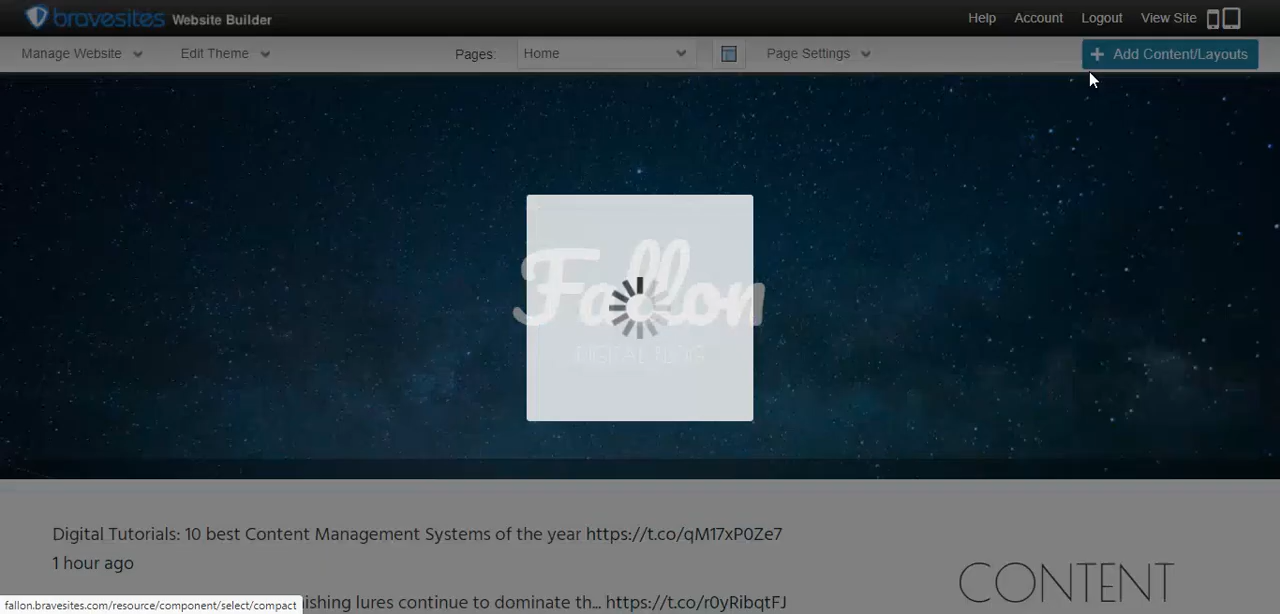 bravesites Website Builder
Help Account Logout View Site
Manage Website Edit Theme Pages: Home Page Settings + Add Content/Layouts
Fallon
DIGITAL BLOG
Digital Tutorials: 10 best Content Management Systems of the year https://t.co/qM17xP0Ze7
1 hour ago
CONTENT
ishing lures continue to dominate th... https://t.co/r0yRibqtFJ
fallon.bravesites.com/resource/component/select/compact